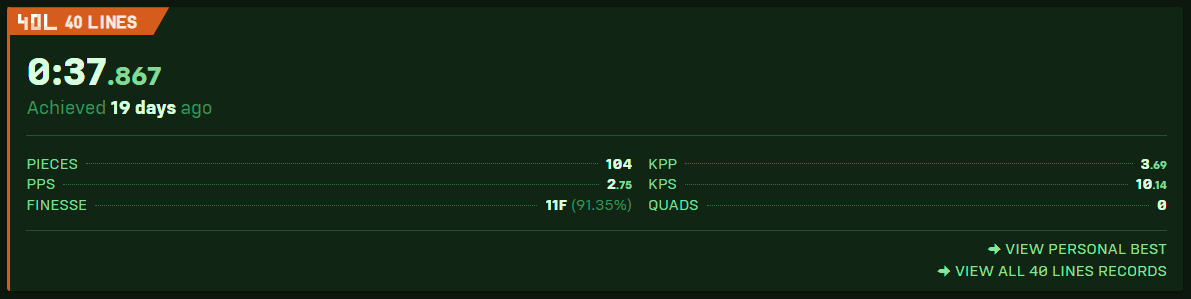 40L 40 LINES
0:37.867
Achieved 19 days ago
PIECES 104
KPP 3.69
PPS 2.75
KPS 10.14
FINESSE 11F (91.35%)
QUADS 0
VIEW PERSONAL BEST
VIEW ALL 40 LINES RECORDS